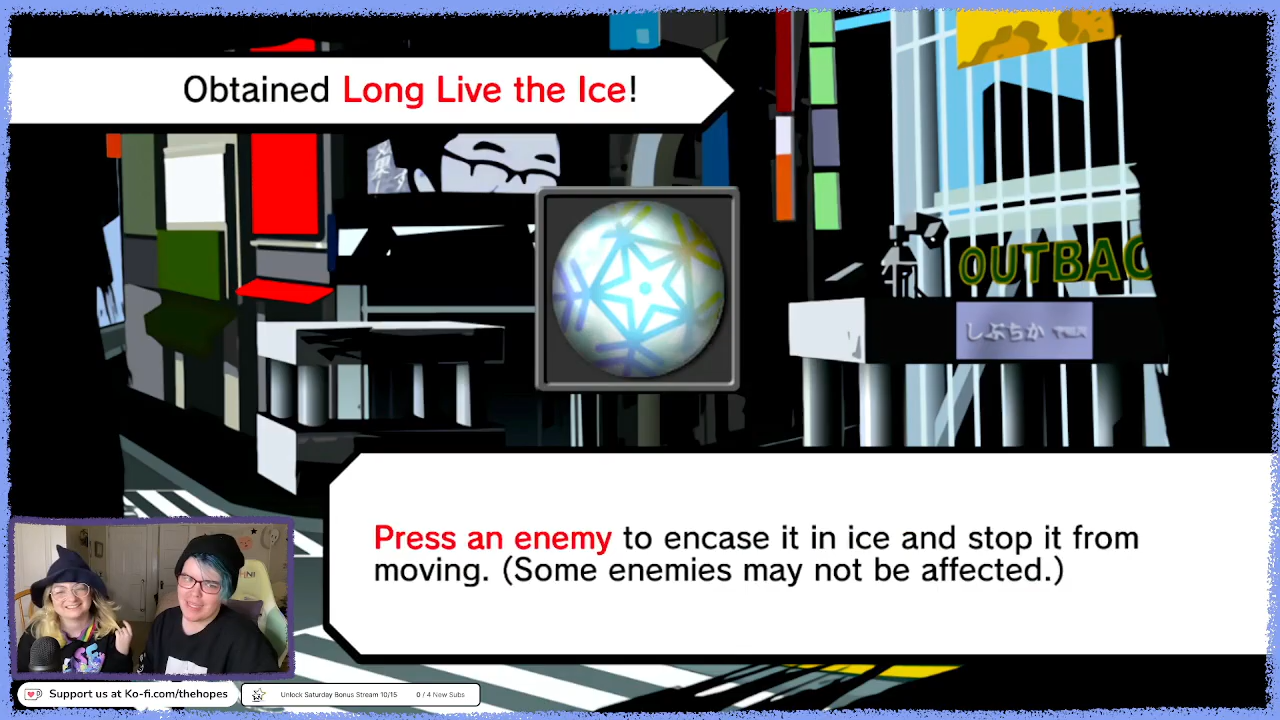 Obtained Long Live the Ice!
OUTBAC
しぶちか
Press an enemy to encase it in ice and stop it from
moving. (Some enemies may not be affected.)
Support us at Ko-fi.com/thehopes
Unlock Saturday Bonus Stream 10/15 0 / 4 New Subs